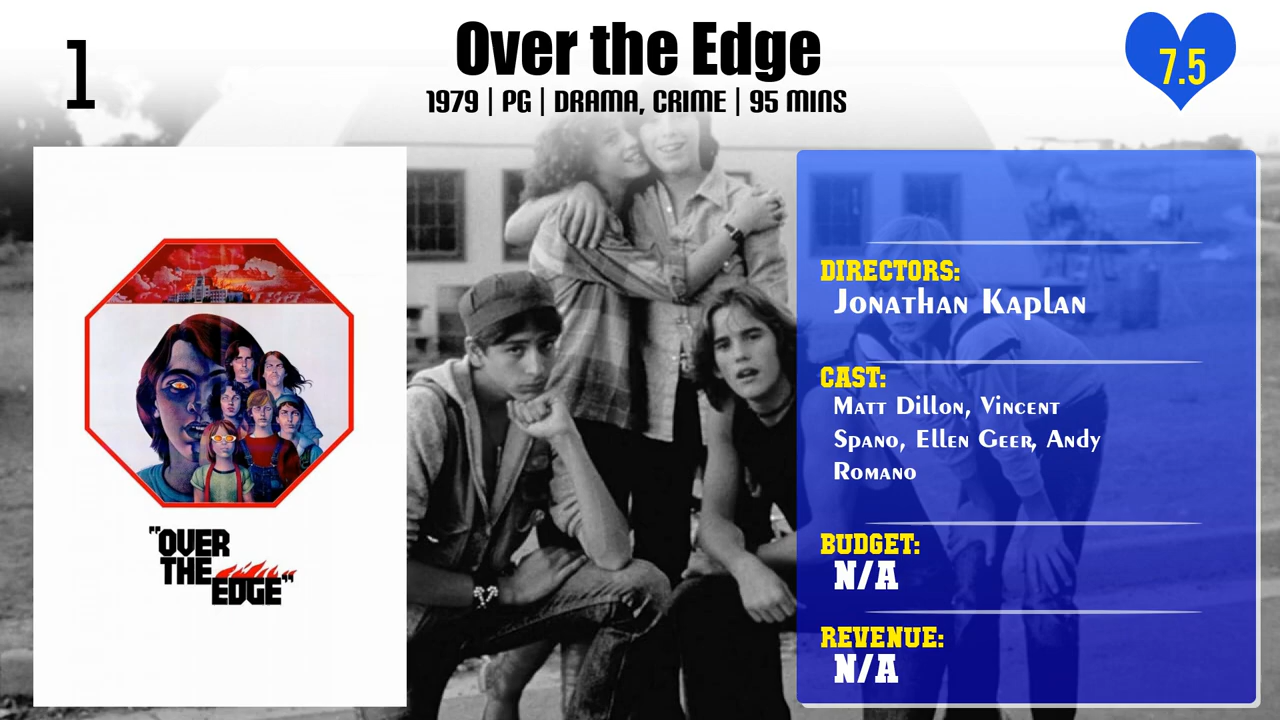 1
Over the Edge
1979 | PG | DRAMA, CRIME | 95 MINS
7.5
"OVER
THE
EDGE"
DIRECTORS:
Jonathan Kaplan
CAST:
Matt Dillon, Vincent
Spano, Ellen Geer, Andy
Romano
BUDGET:
N/A
REVENUE:
N/A